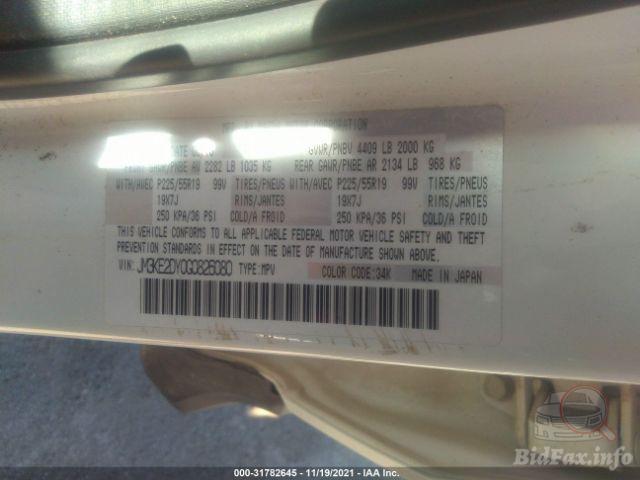 CORPORATION
GVWR/PNBV 4409 LB 2000 KG
GAWR/PNBE AV 2282 LB 1035 KG REAR GAWR/PNBE AR 2134 LB 968 KG
WITH/AVEC P225/55R19 99V TIRES/PNEUS WITH/AVEC P225/55R19 99V TIRES/PNEUS
19X7J RIMS/JANTES 19X7J RIMS/JANTES
250 KPA/36 PSI COLD/A FROID 250 KPA/36 PSI COLD/A FROID
THIS VEHICLE CONFORMS TO ALL APPLICABLE FEDERAL MOTOR VEHICLE SAFETY AND THEFT
PREVENTION STANDARDS IN EFFECT ON THE DATE OF MANUFACTURE SHOWN ABOVE.
VIN: JM3KE2DY0G0825080 TYPE: MPV COLOR CODE: 34K MADE IN JAPAN
BidFax.info
000-31782645 - 11/19/2021 - IAA Inc.